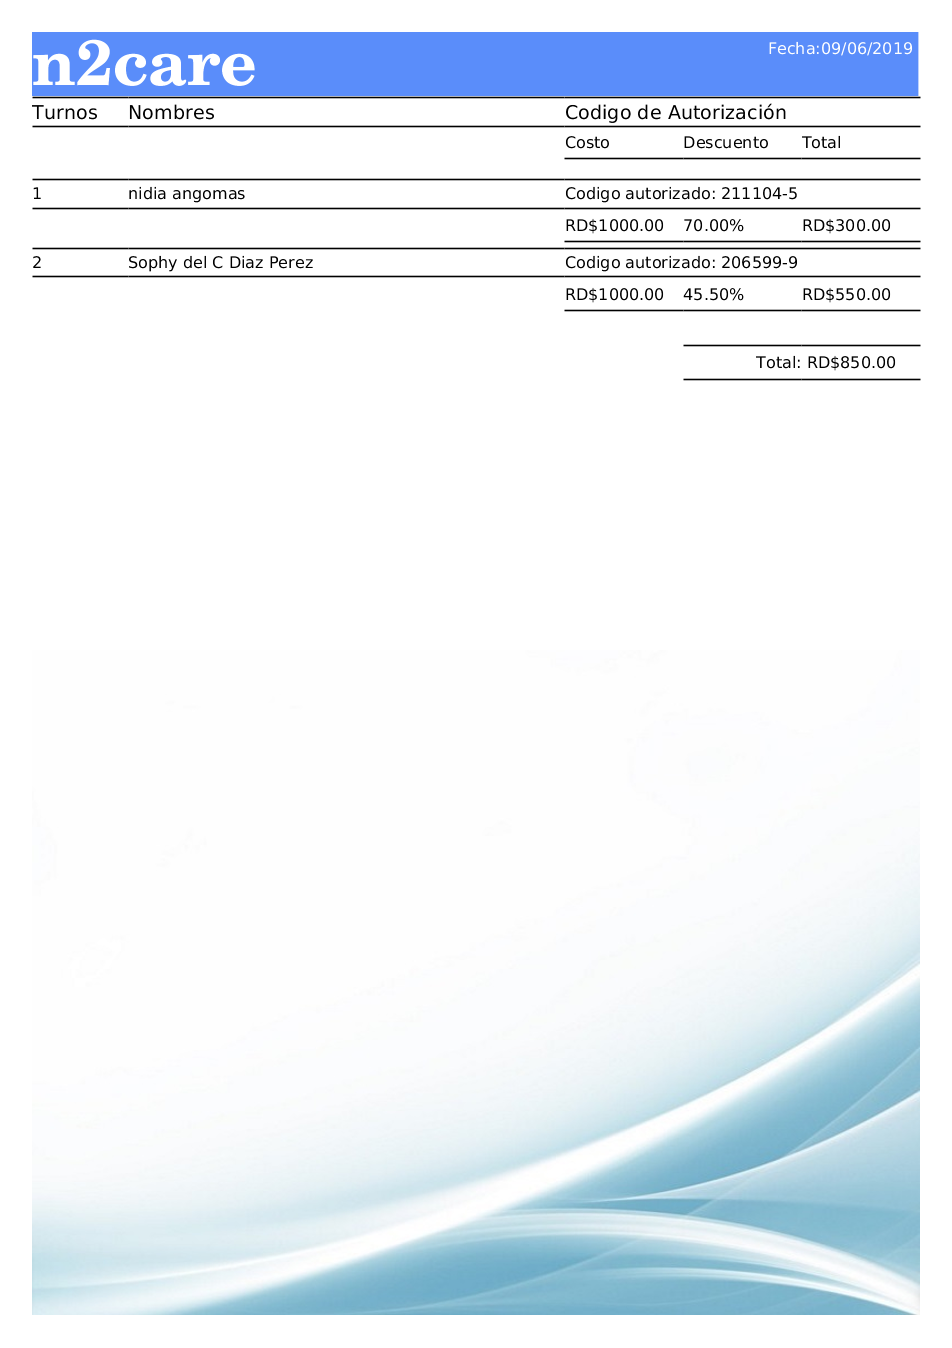 n2care
Fecha:09/06/2019
Turnos Nombres Codigo de Autorización
Costo Descuento Total
1 nidia angomas Codigo autorizado: 211104-5
RD$1000.00 70.00% RD$300.00
2 Sophy del C Diaz Perez Codigo autorizado: 206599-9
RD$1000.00 45.50% RD$550.00
Total: RD$850.00